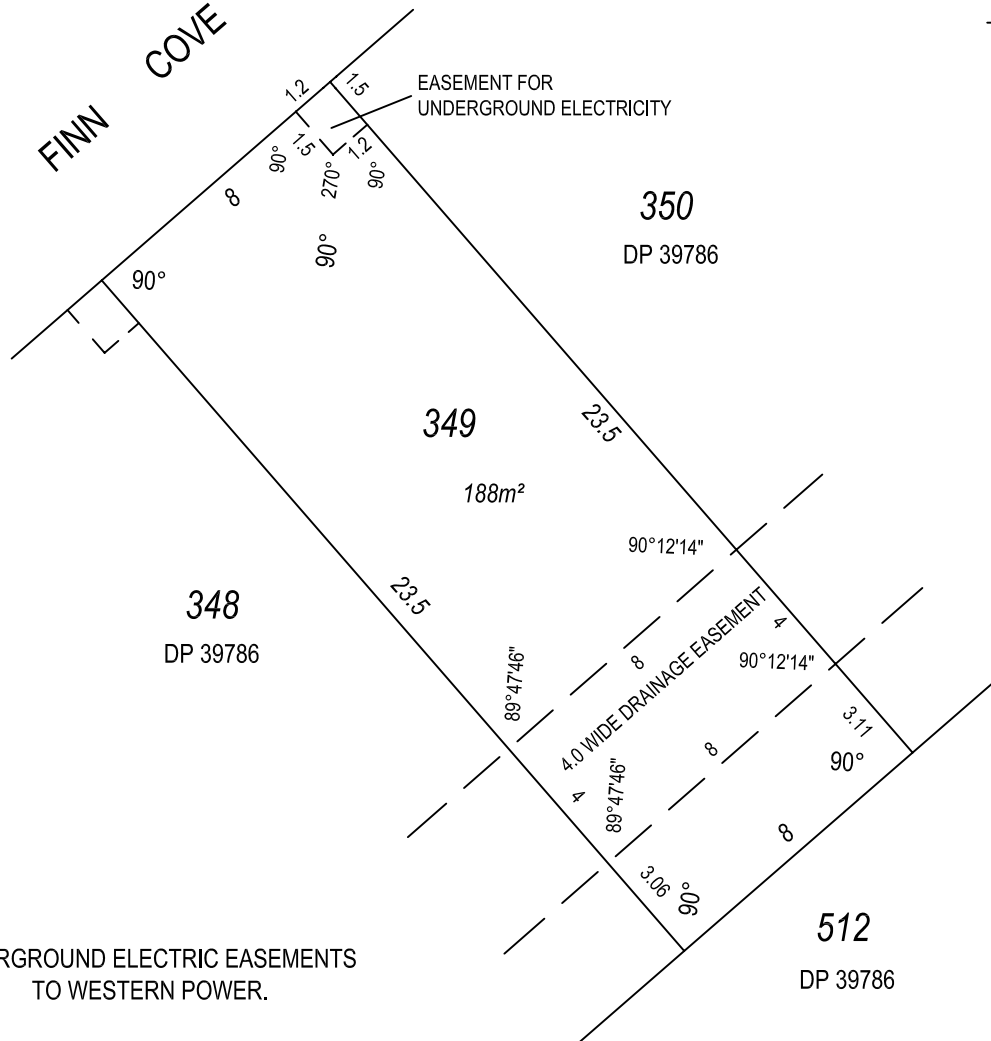 FINN COVE
1.2
1.5
EASEMENT FOR
UNDERGROUND ELECTRICITY
90°
1.5
270°
1.2
90°
8
90°
90°
350
DP 39786
349
188m²
23.5
23.5
348
DP 39786
90°12'14"
89°47'46"
8
4.0 WIDE DRAINAGE EASEMENT
4
90°12'14"
4
89°47'46"
8
3.11
90°
3.06
90°
8
512
DP 39786
RGROUND ELECTRIC EASEMENTS
TO WESTERN POWER.